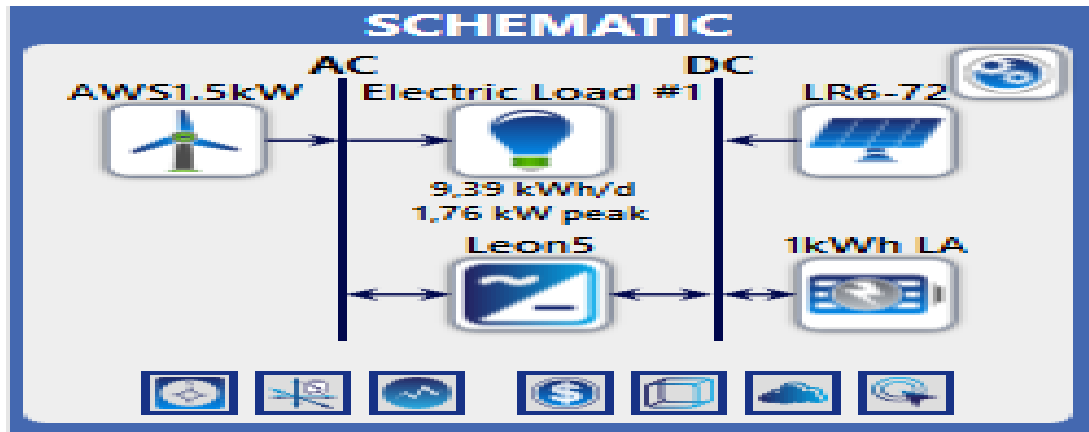 SCHEMATIC
AC DC
AWS1.5kW Electric Load #1 LR6-72
9,39 kWh/d
1,76 kW peak
Leon5 1kWh LA